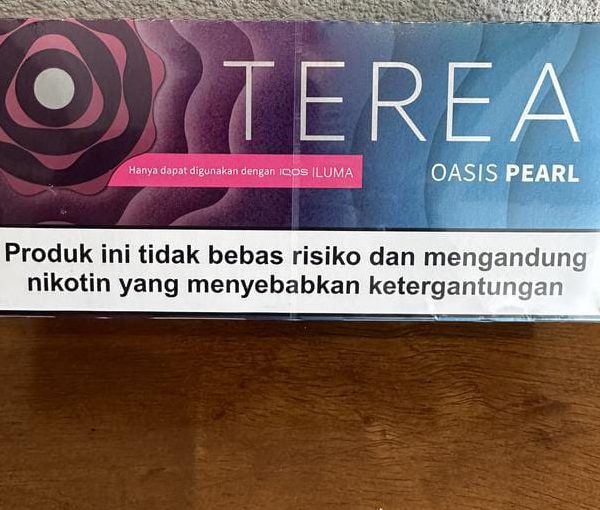 TEREA
Hanya dapat digunakan dengan IQOS ILUMA
OASIS PEARL
Produk ini tidak bebas risiko dan mengandung
nikotin yang menyebabkan ketergantungan